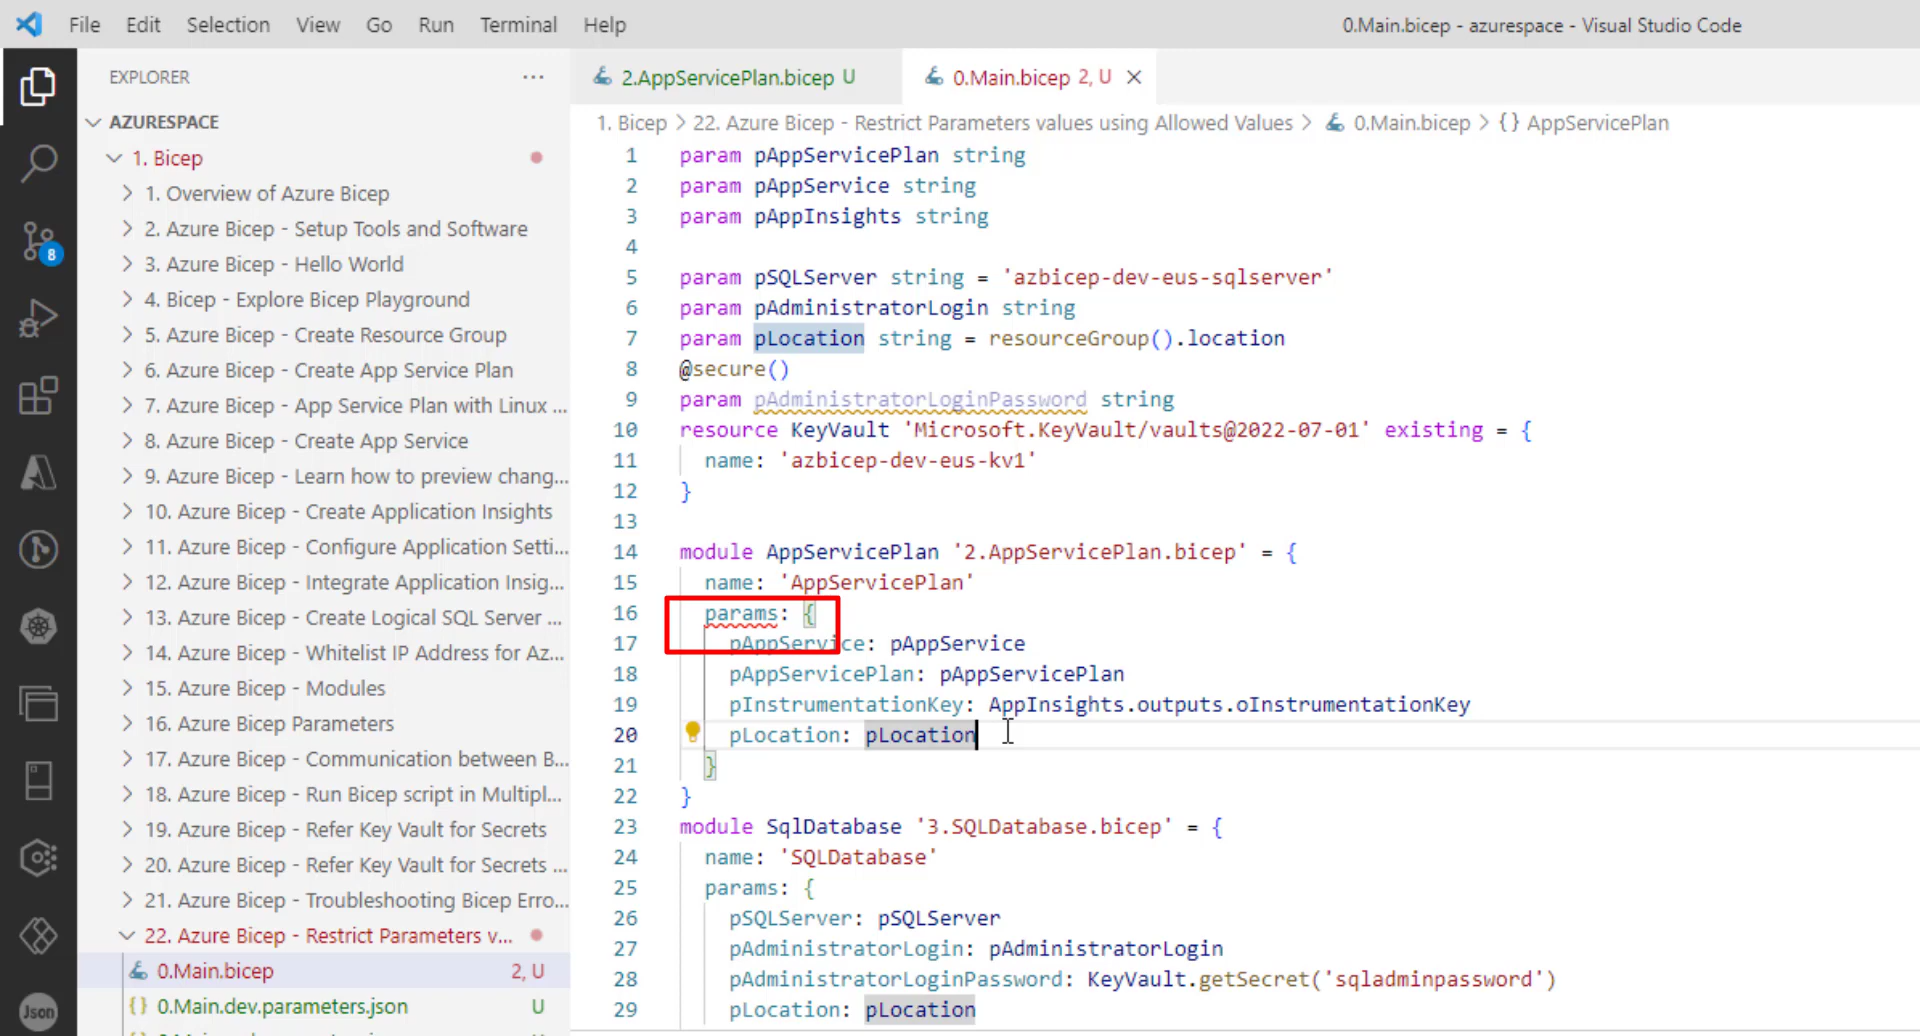 File Edit Selection View Go Run Terminal Help
0.Main.bicep - azurespace - Visual Studio Code
EXPLORER ···
AZURESPACE
1. Bicep
1. Overview of Azure Bicep
2. Azure Bicep - Setup Tools and Software
3. Azure Bicep - Hello World
4. Bicep - Explore Bicep Playground
5. Azure Bicep - Create Resource Group
6. Azure Bicep - Create App Service Plan
7. Azure Bicep - App Service Plan with Linux ...
8. Azure Bicep - Create App Service
9. Azure Bicep - Learn how to preview chang...
10. Azure Bicep - Create Application Insights
11. Azure Bicep - Configure Application Setti...
12. Azure Bicep - Integrate Application Insig...
13. Azure Bicep - Create Logical SQL Server ...
14. Azure Bicep - Whitelist IP Address for Az...
15. Azure Bicep - Modules
16. Azure Bicep Parameters
17. Azure Bicep - Communication between B...
18. Azure Bicep - Run Bicep script in Multipl...
19. Azure Bicep - Refer Key Vault for Secrets
20. Azure Bicep - Refer Key Vault for Secrets ...
21. Azure Bicep - Troubleshooting Bicep Erro...
22. Azure Bicep - Restrict Parameters v...
0.Main.bicep 2, U
{} 0.Main.dev.parameters.json U
8
Json
2.AppServicePlan.bicep U
0.Main.bicep 2, U
1. Bicep > 22. Azure Bicep - Restrict Parameters values using Allowed Values > 0.Main.bicep > {} AppServicePlan
1 param pAppServicePlan string
2 param pAppService string
3 param pAppInsights string
4
5 param pSQLServer string = 'azbicep-dev-eus-sqlserver'
6 param pAdministratorLogin string
7 param pLocation string = resourceGroup().location
8 @secure()
9 param pAdministratorLoginPassword string
10 resource KeyVault 'Microsoft.KeyVault/vaults@2022-07-01' existing = {
11 name: 'azbicep-dev-eus-kv1'
12 }
13
14 module AppServicePlan '2.AppServicePlan.bicep' = {
15 name: 'AppServicePlan'
16 params: {
17 pAppService: pAppService
18 pAppServicePlan: pAppServicePlan
19 pInstrumentationKey: AppInsights.outputs.oInstrumentationKey
20 pLocation: pLocation
21 }
22 }
23 module SqlDatabase '3.SQLDatabase.bicep' = {
24 name: 'SQLDatabase'
25 params: {
26 pSQLServer: pSQLServer
27 pAdministratorLogin: pAdministratorLogin
28 pAdministratorLoginPassword: KeyVault.getSecret('sqladminpassword')
29 pLocation: pLocation